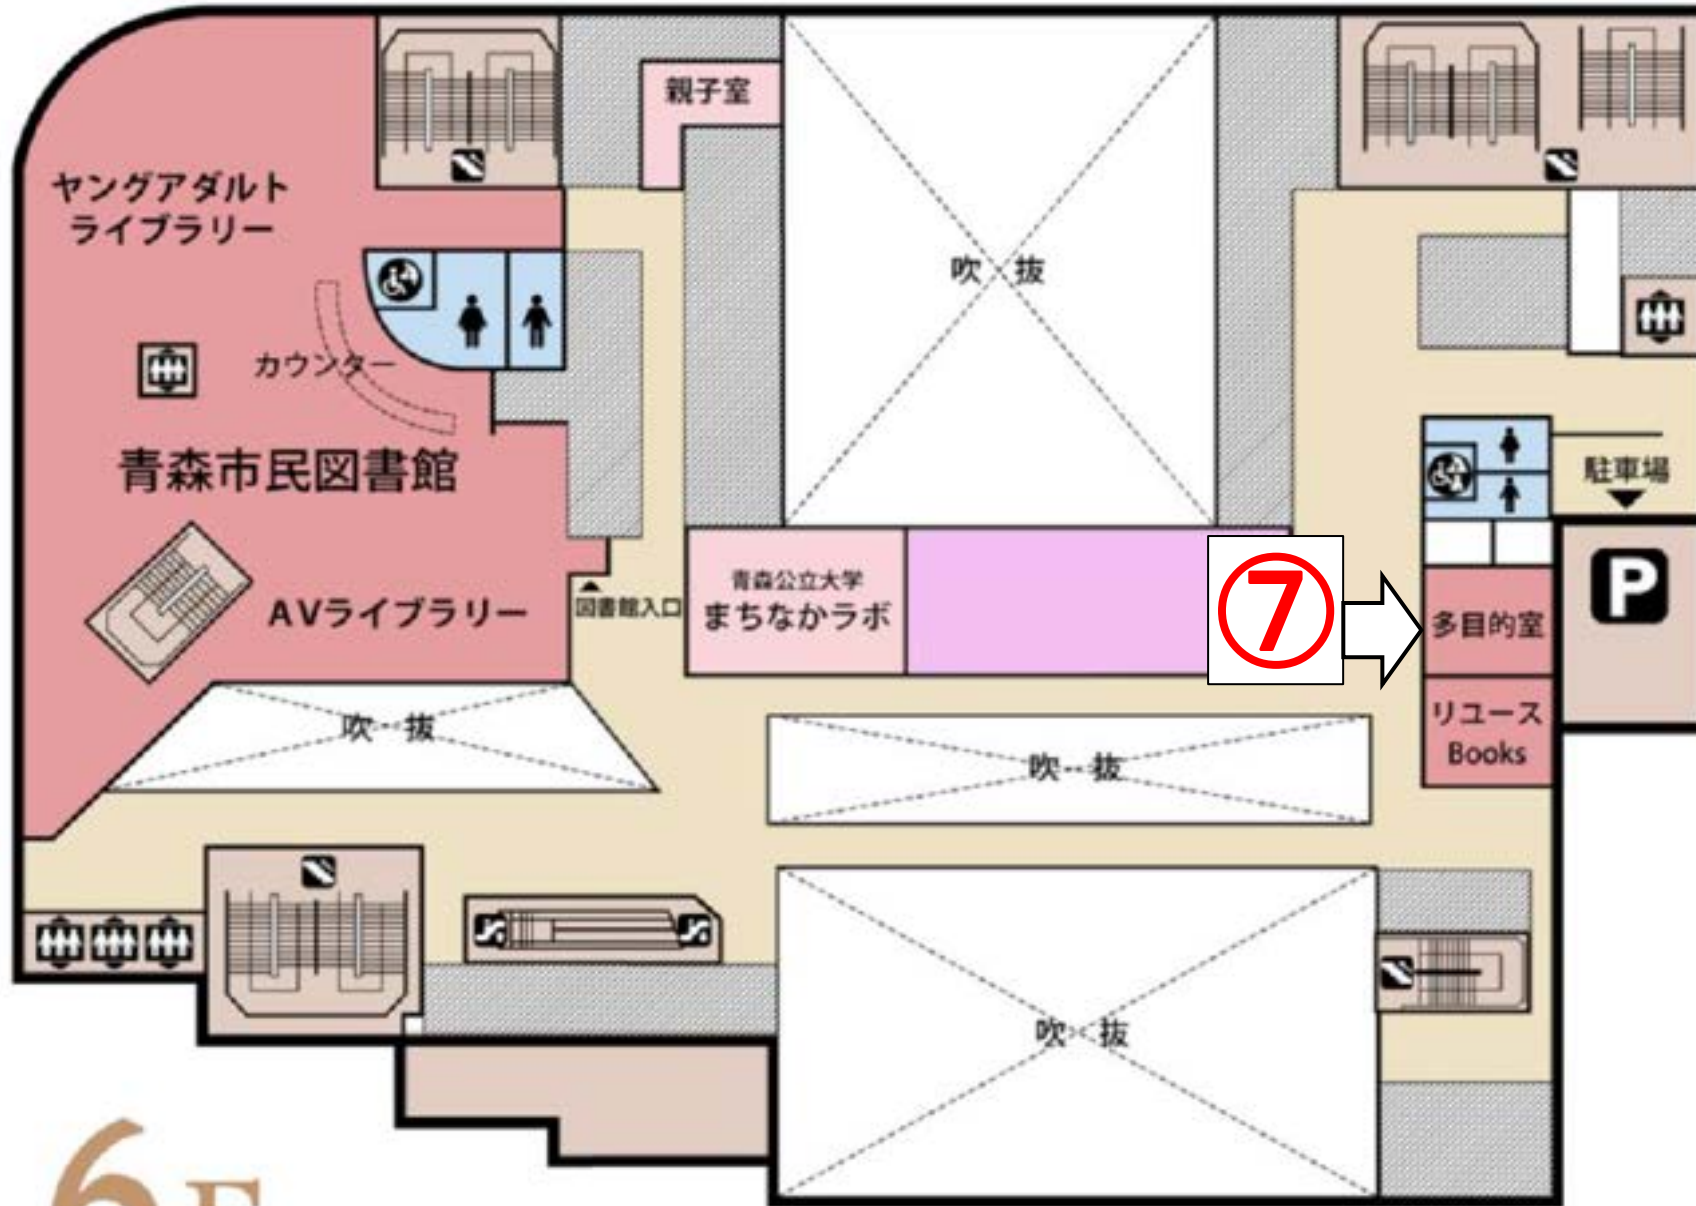 親子室
ヤングアダルト
ライブラリー
吹 抜
カウンター
青森市民図書館
駐車場
P
青森公立大学
まちなかラボ
⑦
多目的室
図書館入口
AVライブラリー
リユース
Books
吹 抜
吹 抜
吹 抜
6F